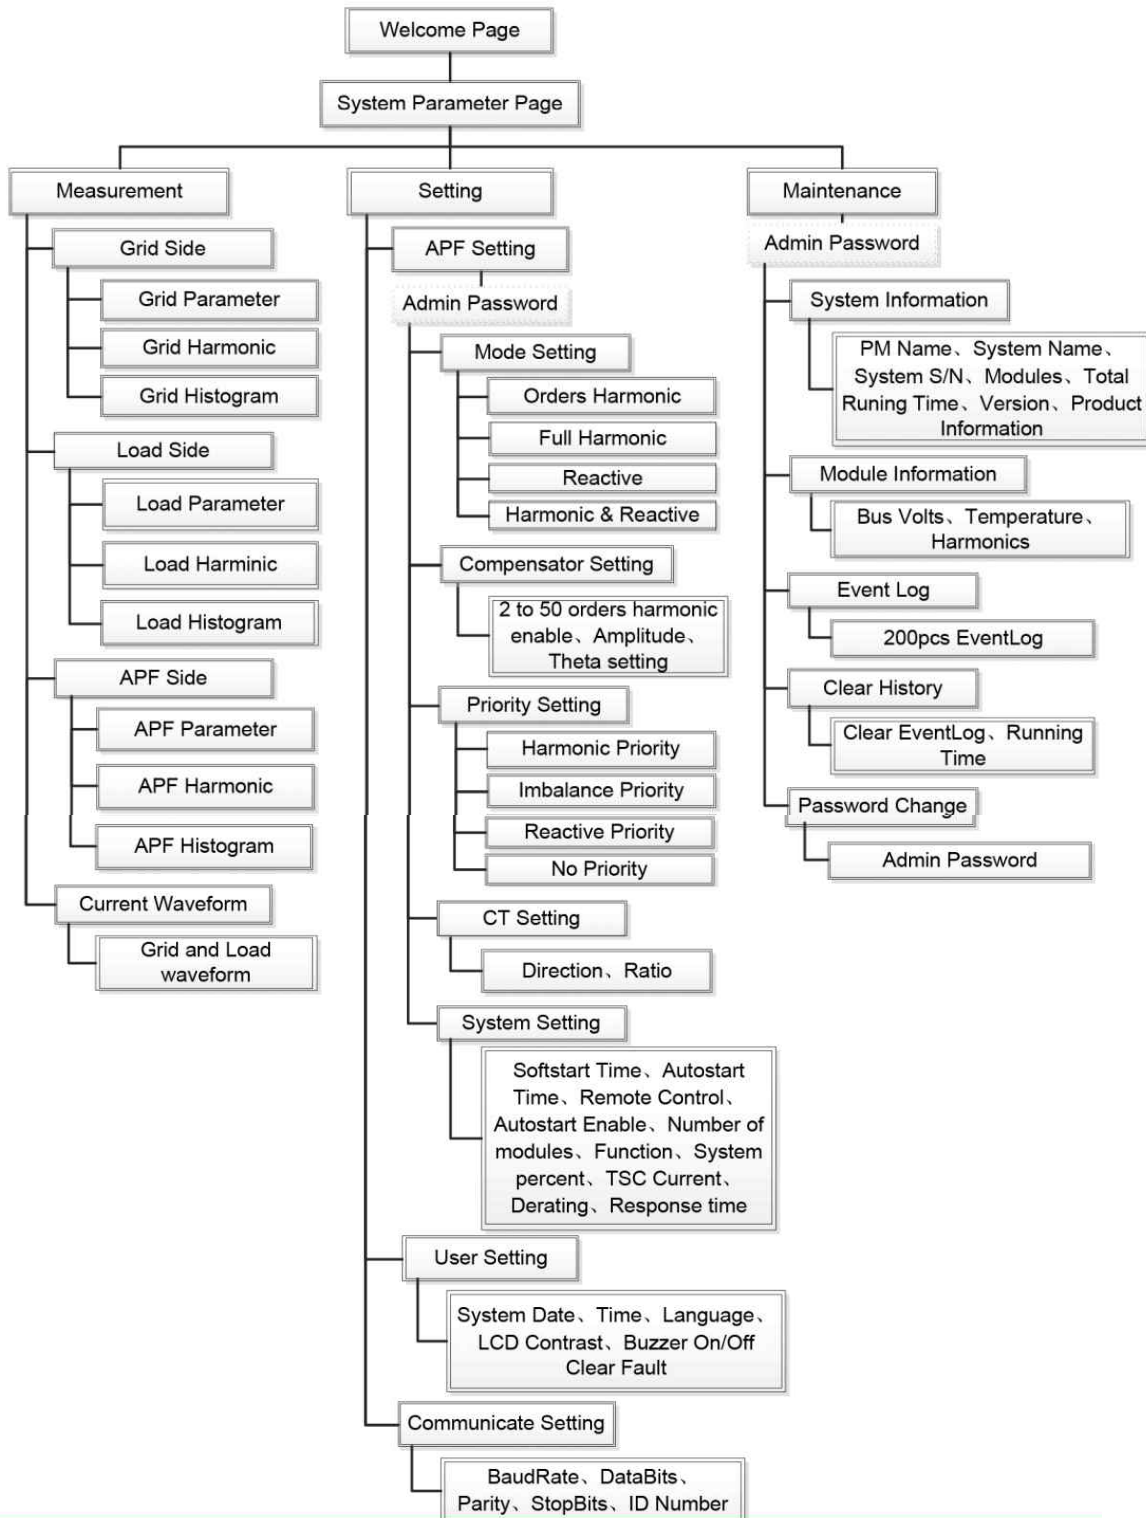 Welcome Page
System Parameter Page
Measurement
Grid Side
Grid Parameter
Grid Harmonic
Grid Histogram
Load Side
Load Parameter
Load Harminic
Load Histogram
APF Side
APF Parameter
APF Harmonic
APF Histogram
Current Waveform
Grid and Load
waveform
Setting
APF Setting
Admin Password
Mode Setting
Orders Harmonic
Full Harmonic
Reactive
Harmonic & Reactive
Compensator Setting
2 to 50 orders harmonic
enable、Amplitude、
Theta setting
Priority Setting
Harmonic Priority
Imbalance Priority
Reactive Priority
No Priority
CT Setting
Direction、Ratio
System Setting
Softstart Time、Autostart
Time、Remote Control、
Autostart Enable、Number of
modules、Function、System
percent、TSC Current、
Derating、Response time
User Setting
System Date、Time、Language、
LCD Contrast、Buzzer On/Off
Clear Fault
Communicate Setting
BaudRate、DataBits、
Parity、StopBits、ID Number
Maintenance
Admin Password
System Information
PM Name、System Name、
System S/N、Modules、Total
Runing Time、Version、Product
Information
Module Information
Bus Volts、Temperature、
Harmonics
Event Log
200pcs EventLog
Clear History
Clear EventLog、Running
Time
Password Change
Admin Password